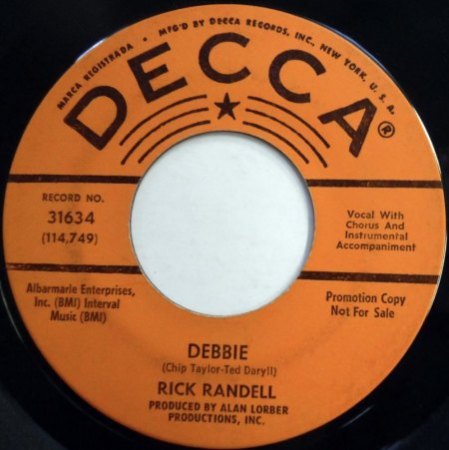 MARCA REGISTRADA • MFG'D BY DECCA RECORDS, INC., NEW YORK, U. S. A.
DECCA®
RECORD NO.
31634
(114,749)
Vocal With
Chorus And
Instrumental
Accompaniment
Albarmarle Enterprises,
Inc. (BMI) Interval
Music (BMI)
Promotion Copy
Not For Sale
DEBBIE
(Chip Taylor-Ted Daryll)
RICK RANDELL
PRODUCED BY ALAN LORBER
PRODUCTIONS, INC.